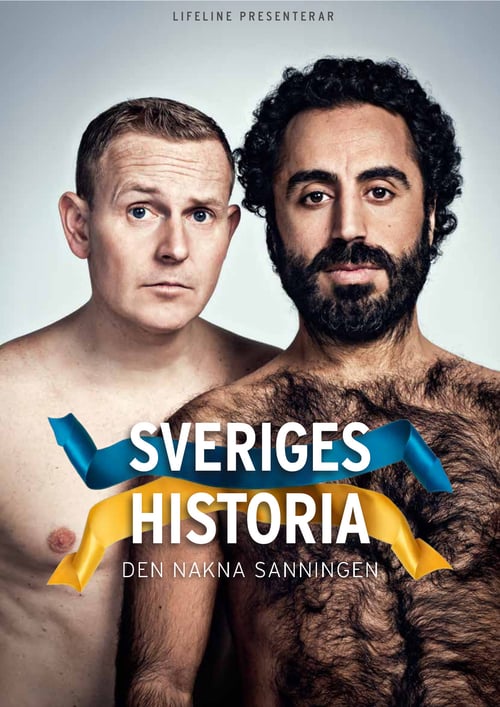 LIFELINE PRESENTERAR
SVERIGES
HISTORIA
DEN NAKNA SANNINGEN